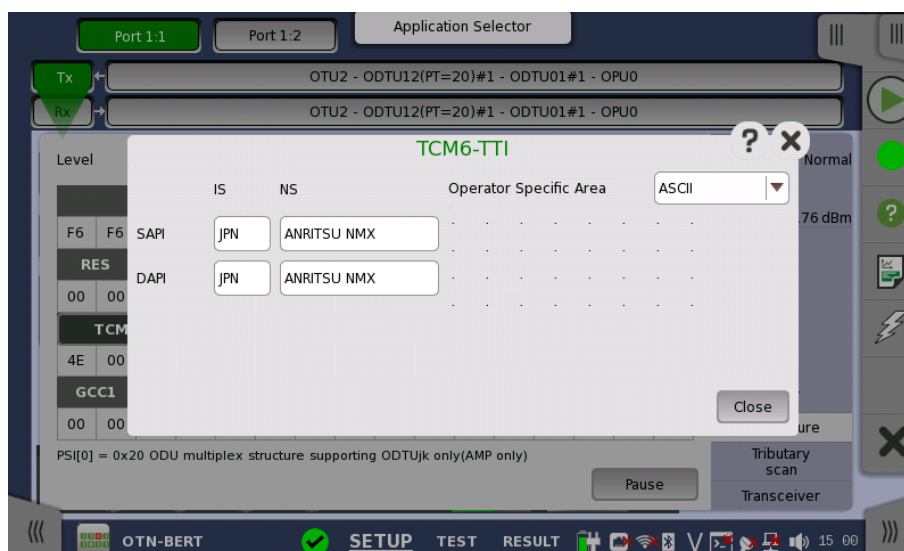 Port 1:1
Port 1:2
Application Selector
Tx
OTU2 - ODTU12(PT=20)#1 - ODTU01#1 - OPU0
Rx
OTU2 - ODTU12(PT=20)#1 - ODTU01#1 - OPU0
TCM6-TTI
?
Level
Normal
IS
NS
Operator Specific Area
ASCII
.76 dBm
F6 F6
SAPI
JPN
ANRITSU NMX
RES
DAPI
JPN
ANRITSU NMX
00 00
TCM
4E 00
GCC1
Close
00 00
ure
PSI[0] = 0x20 ODU multiplex structure supporting ODTUjk only(AMP only)
Tributary
scan
Pause
Transceiver
OTN-BERT
SETUP
TEST
RESULT
15 00